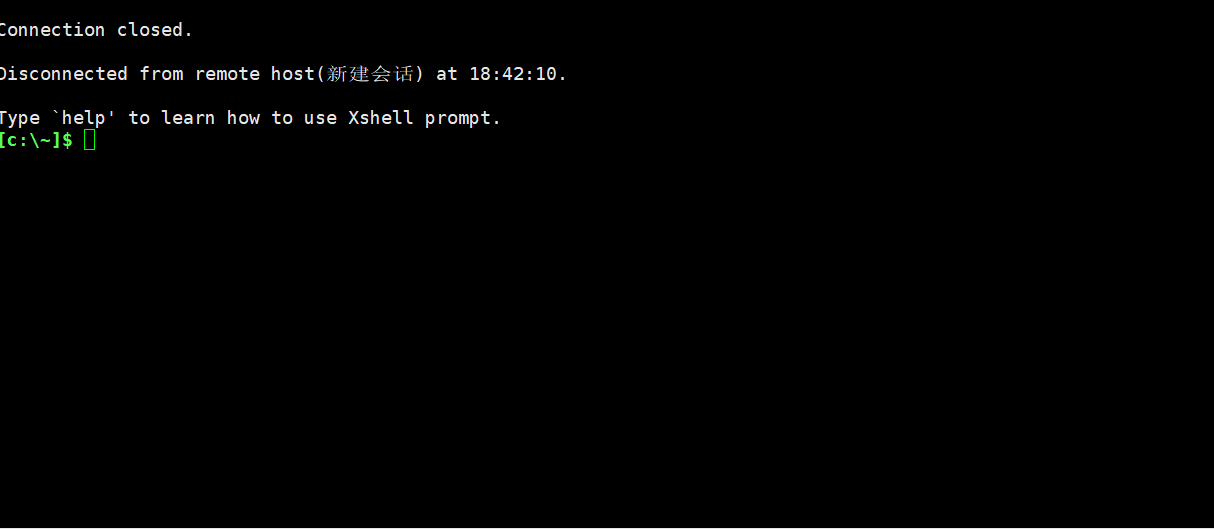 Connection closed.
Disconnected from remote host(新建会话) at 18:42:10.
Type `help' to learn how to use Xshell prompt.
[c:\~]$